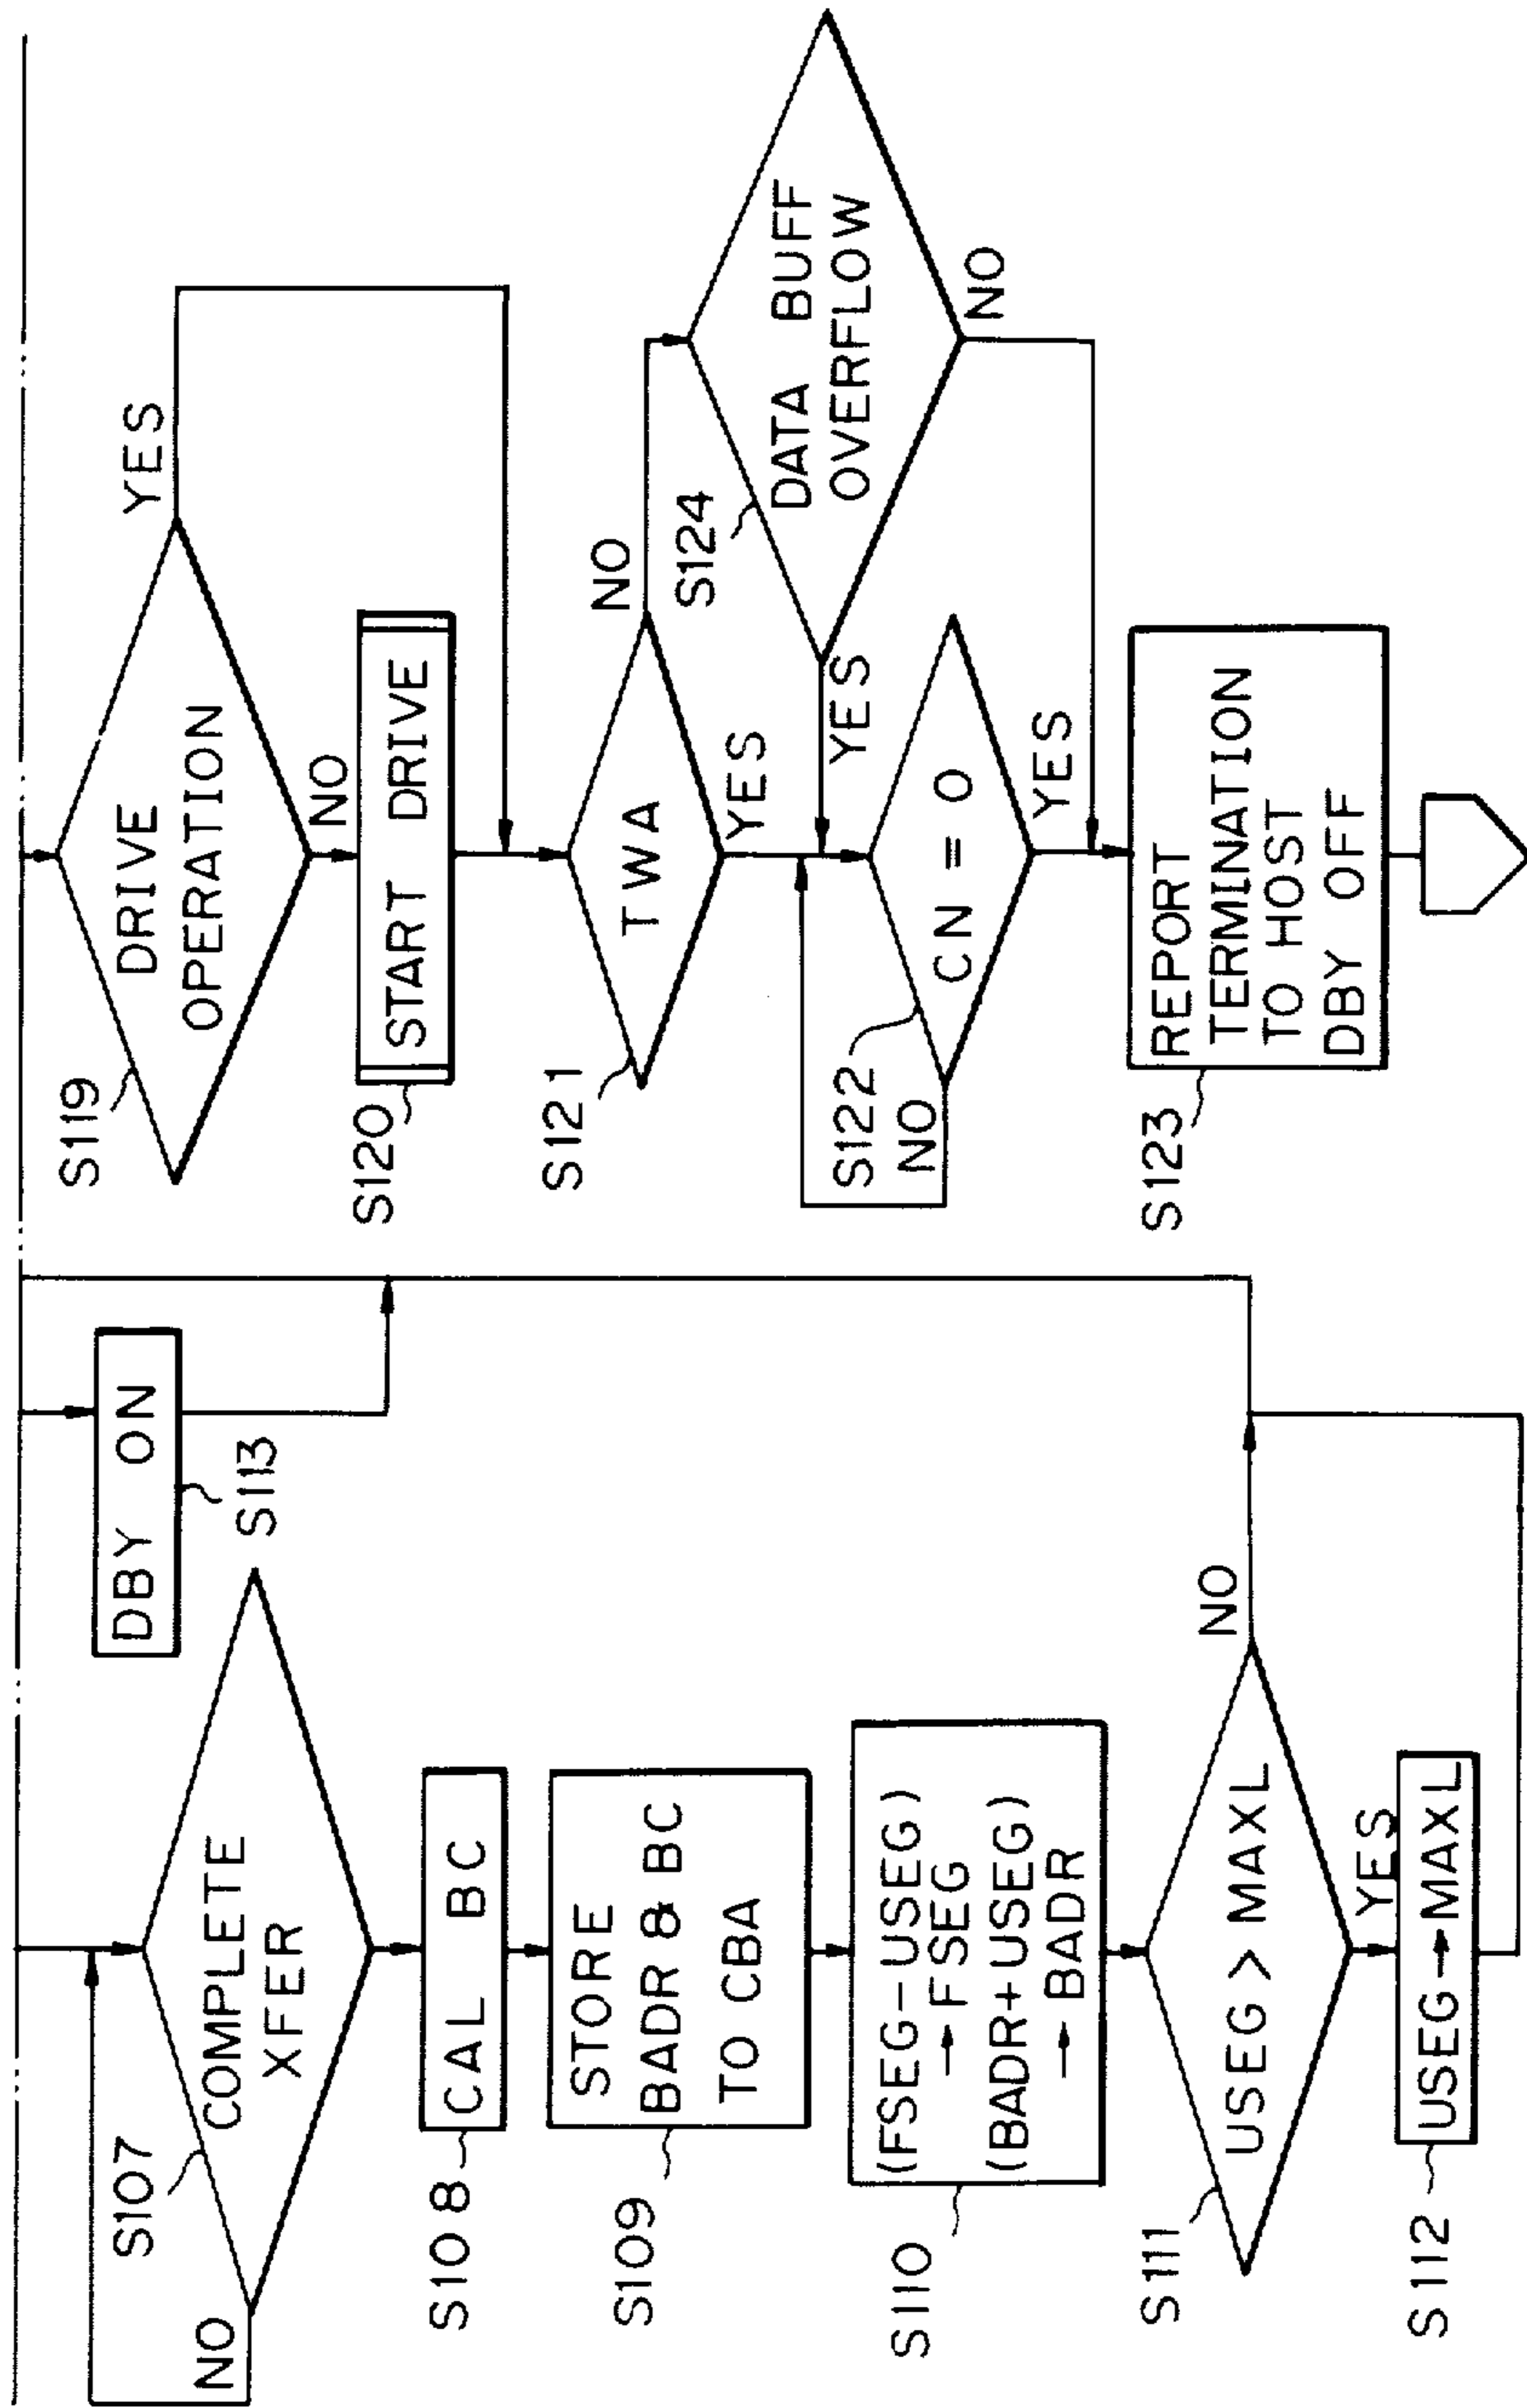 S107
COMPLETE
XFER
NO
S108
CAL BC
S109
STORE
BADR & BC
TO CBA
S110
(FSEG-USEG)
→FSEG
(BADR+USEG)
→BADR
S111
USEG > MAXL
NO
YES
S112
USEG→MAXL
DBY ON
S113
S119
DRIVE
OPERATION
YES
NO
S120
START DRIVE
S121
TWA
NO
YES
S124
DATA BUFF
OVERFLOW
YES
NO
S122
CN = 0
NO
YES
S123
REPORT
TERMINATION
TO HOST
DBY OFF